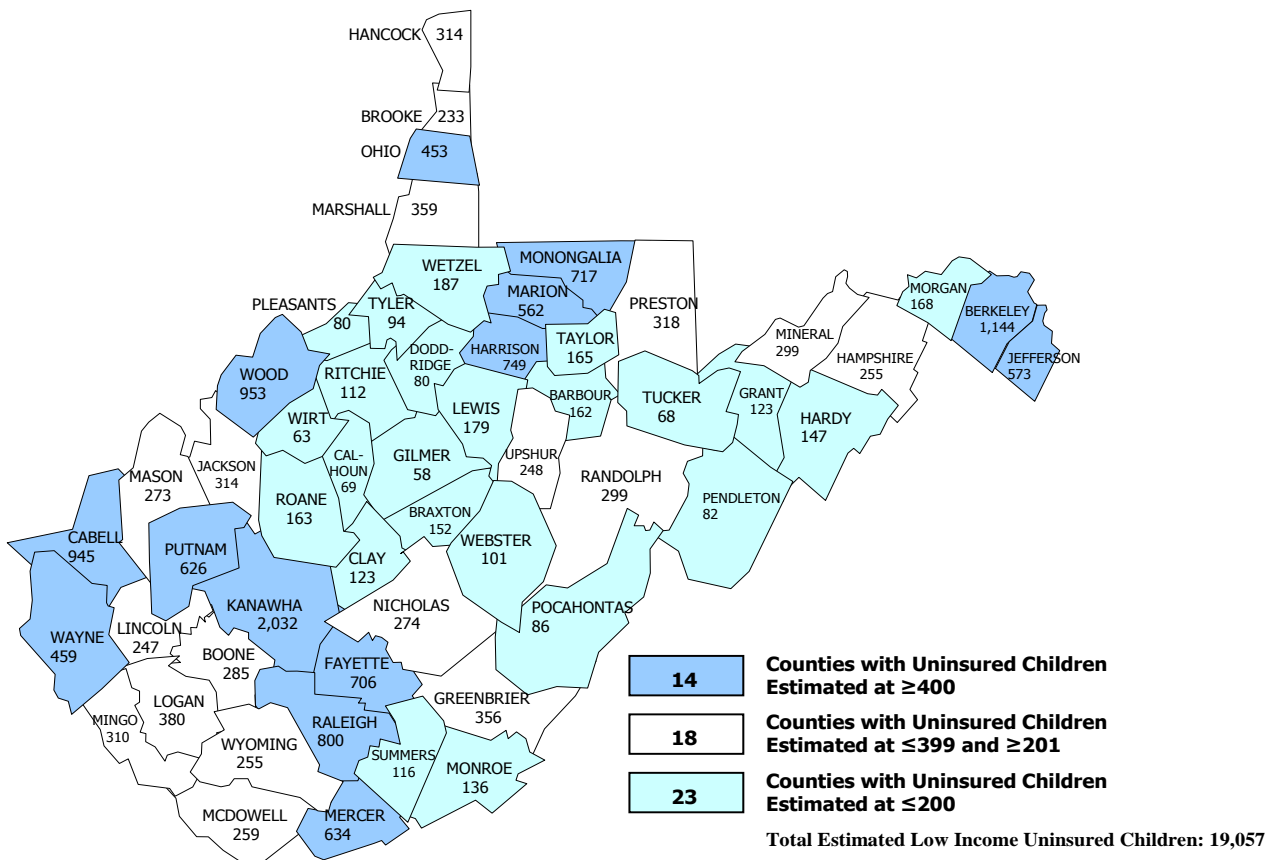 HANCOCK 314
BROOKE 233
OHIO 453
MARSHALL 359
WETZEL
187
MONONGALIA
717
MARION
562
PRESTON
318
PLEASANTS
80
TYLER
94
DODD-
RIDGE
80
HARRISON
749
TAYLOR
165
MINERAL
299
HAMPSHIRE
255
MORGAN
168
BERKELEY
1,144
JEFFERSON
573
WOOD
953
RITCHIE
112
WIRT
63
LEWIS
179
BARBOUR
162
TUCKER
68
GRANT
123
HARDY
147
CAL-
HOUN
69
GILMER
58
UPSHUR
248
RANDOLPH
299
PENDLETON
82
MASON
273
JACKSON
314
ROANE
163
BRAXTON
152
WEBSTER
101
CABELL
945
PUTNAM
626
CLAY
123
KANAWHA
2,032
NICHOLAS
274
POCAHONTAS
86
WAYNE
459
LINCOLN
247
BOONE
285
FAYETTE
706
GREENBRIER
356
LOGAN
380
MINGO
310
WYOMING
255
RALEIGH
800
SUMMERS
116
MONROE
136
MCDOWELL
259
MERCER
634
14 Counties with Uninsured Children
Estimated at ≥400
18 Counties with Uninsured Children
Estimated at ≤399 and ≥201
23 Counties with Uninsured Children
Estimated at ≤200
Total Estimated Low Income Uninsured Children: 19,057